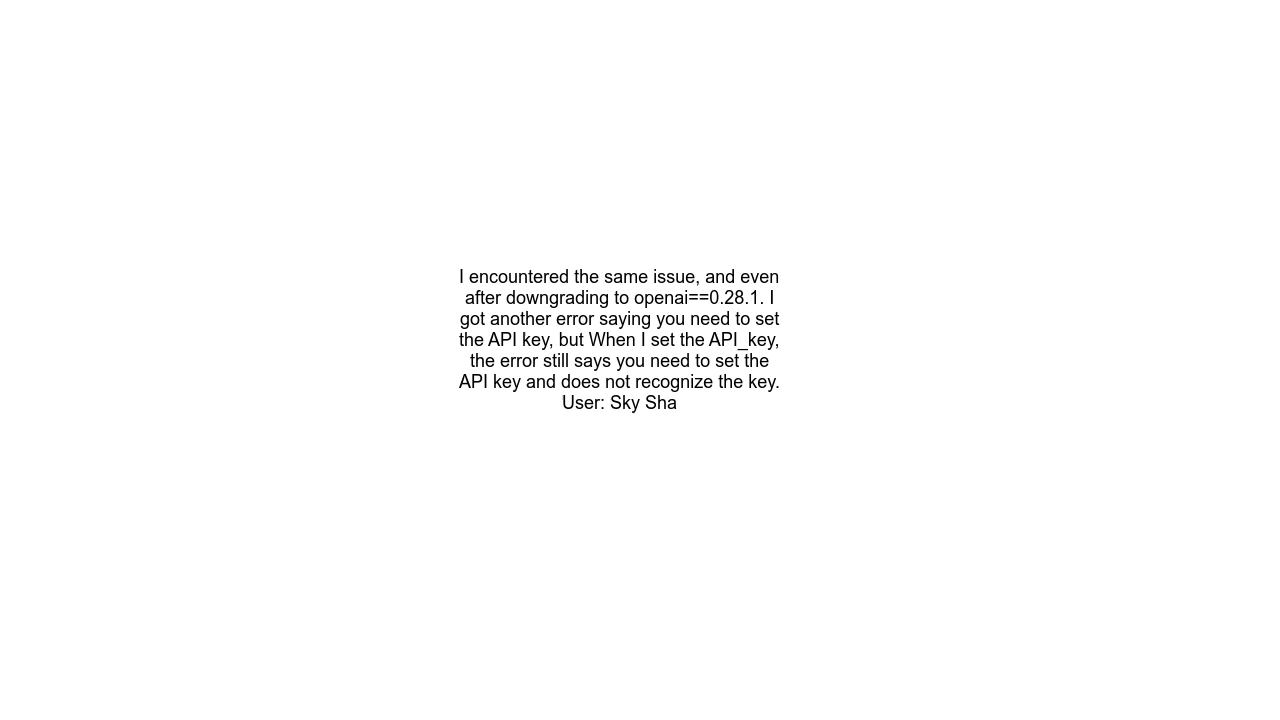 I encountered the same issue, and even
after downgrading to openai==0.28.1. I
got another error saying you need to set
the API key, but When I set the API_key,
the error still says you need to set the
API key and does not recognize the key.
User: Sky Sha